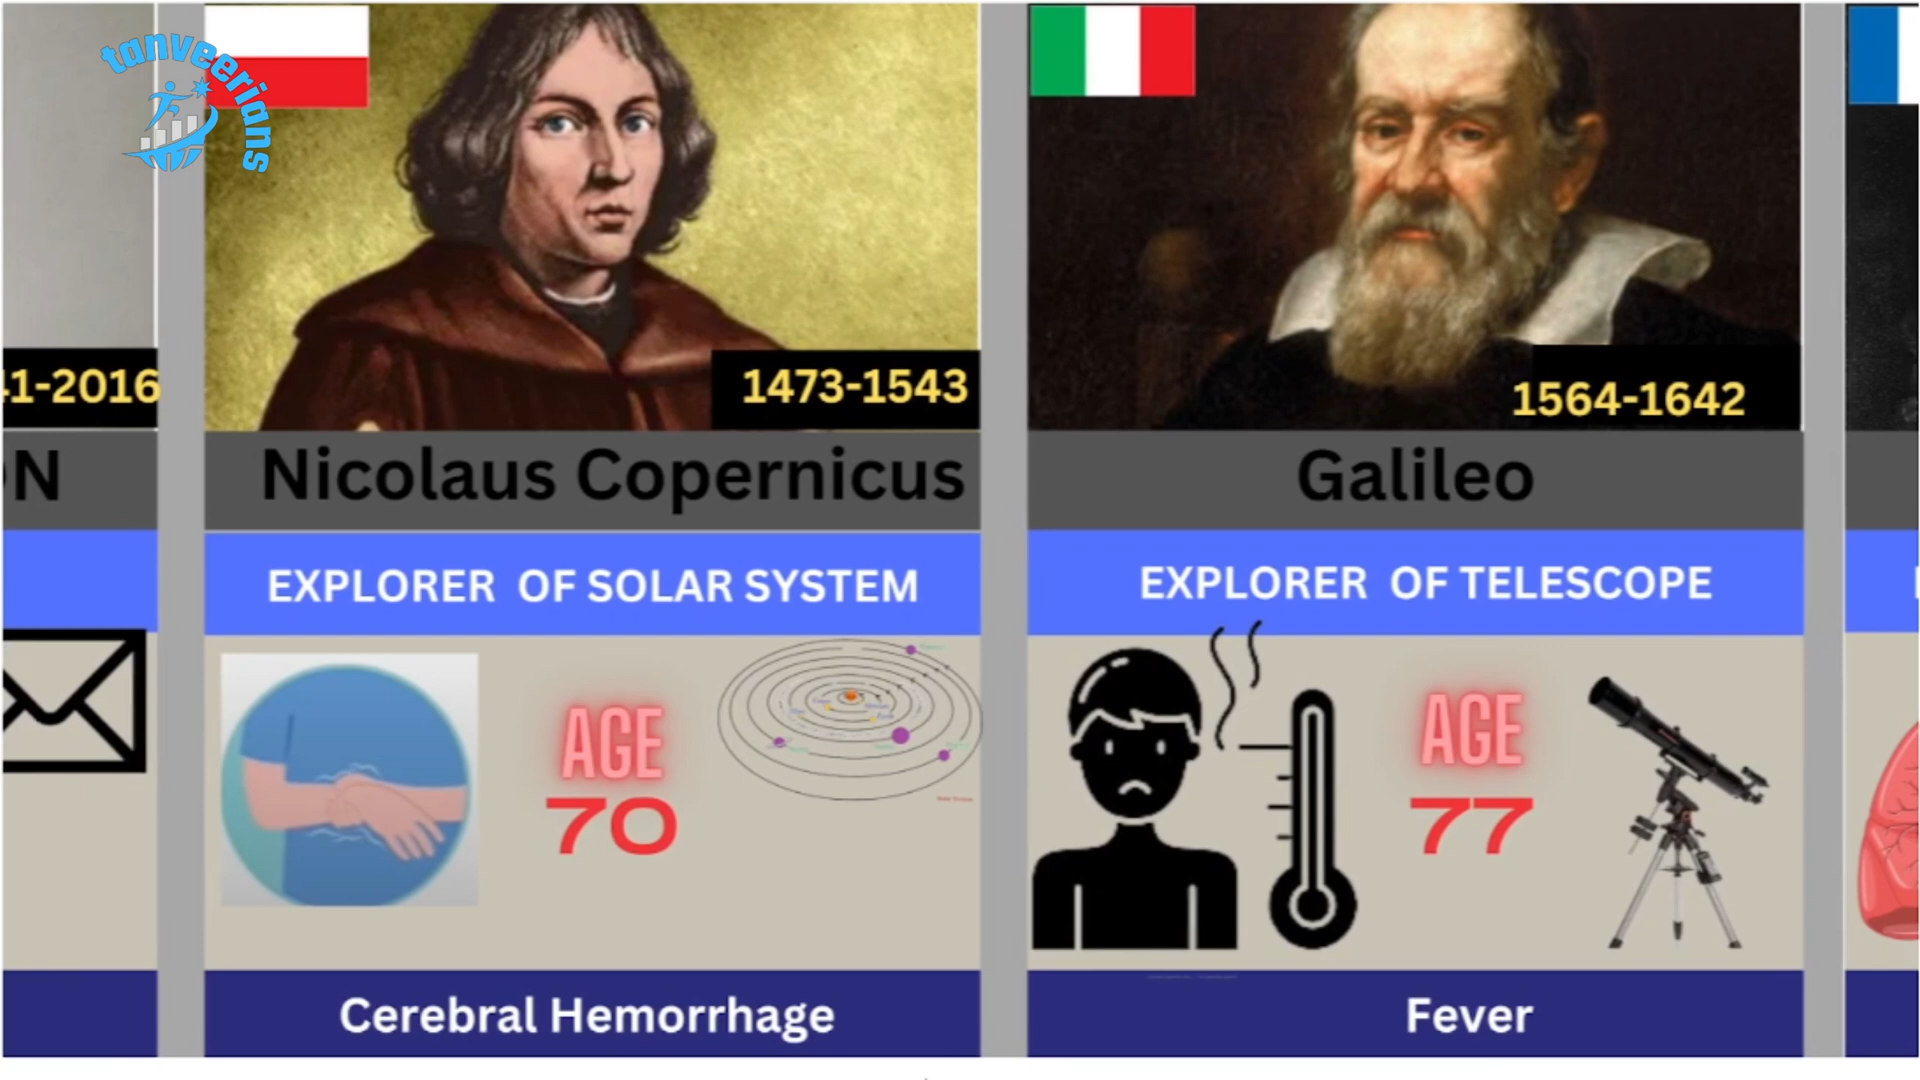 tanveerians
41-2016
1473-1543
1564-1642
N
Nicolaus Copernicus
Galileo
EXPLORER OF SOLAR SYSTEM
EXPLORER OF TELESCOPE
AGE
70
AGE
77
Cerebral Hemorrhage
Fever